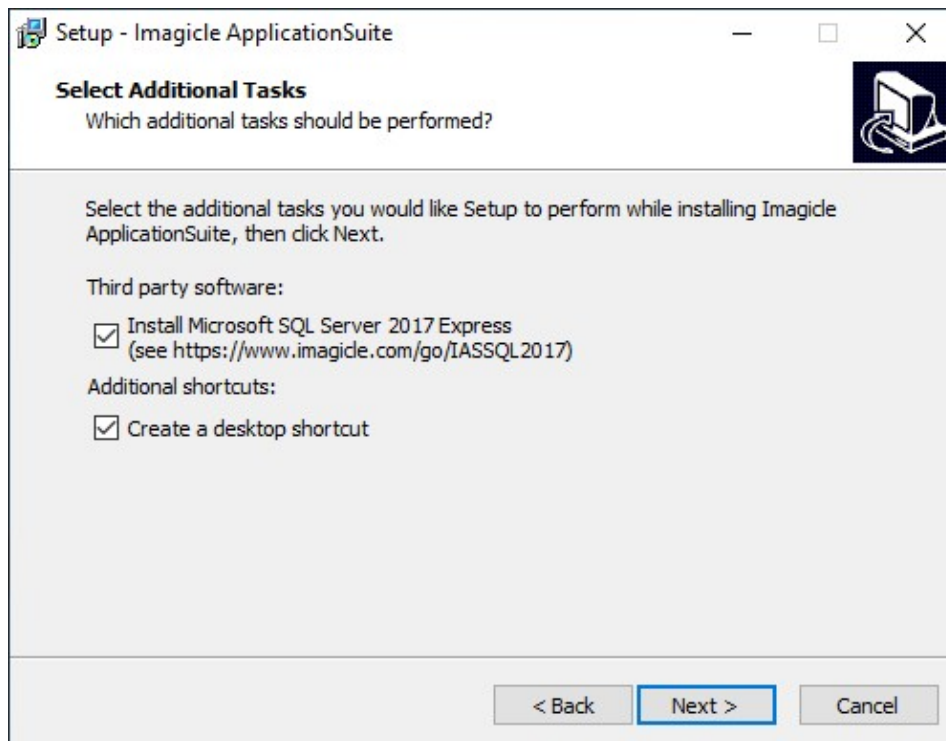 Setup - Imagicle ApplicationSuite
Select Additional Tasks
Which additional tasks should be performed?
Select the additional tasks you would like Setup to perform while installing Imagicle
ApplicationSuite, then click Next.
Third party software:
Install Microsoft SQL Server 2017 Express
(see https://www.imagicle.com/go/IASSQL2017)
Additional shortcuts:
Create a desktop shortcut
< Back Next > Cancel